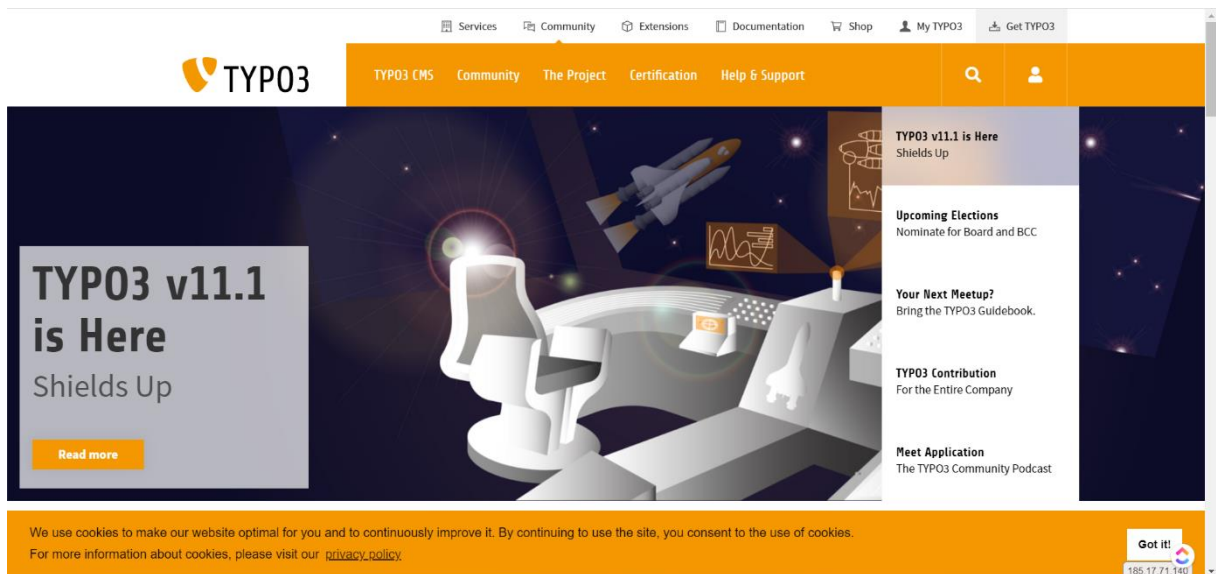 Services Community Extensions Documentation Shop My TYPO3 Get TYPO3
TYPO3
TYPO3 CMS Community The Project Certification Help & Support
TYPO3 v11.1
is Here
Shields Up
Read more
TYPO3 v11.1 is Here
Shields Up
Upcoming Elections
Nominate for Board and BCC
Your Next Meetup?
Bring the TYPO3 Guidebook.
TYPO3 Contribution
For the Entire Company
Meet Application
The TYPO3 Community Podcast
We use cookies to make our website optimal for you and to continuously improve it. By continuing to use the site, you consent to the use of cookies.
For more information about cookies, please visit our privacy policy
Got it!
185.17.71.140